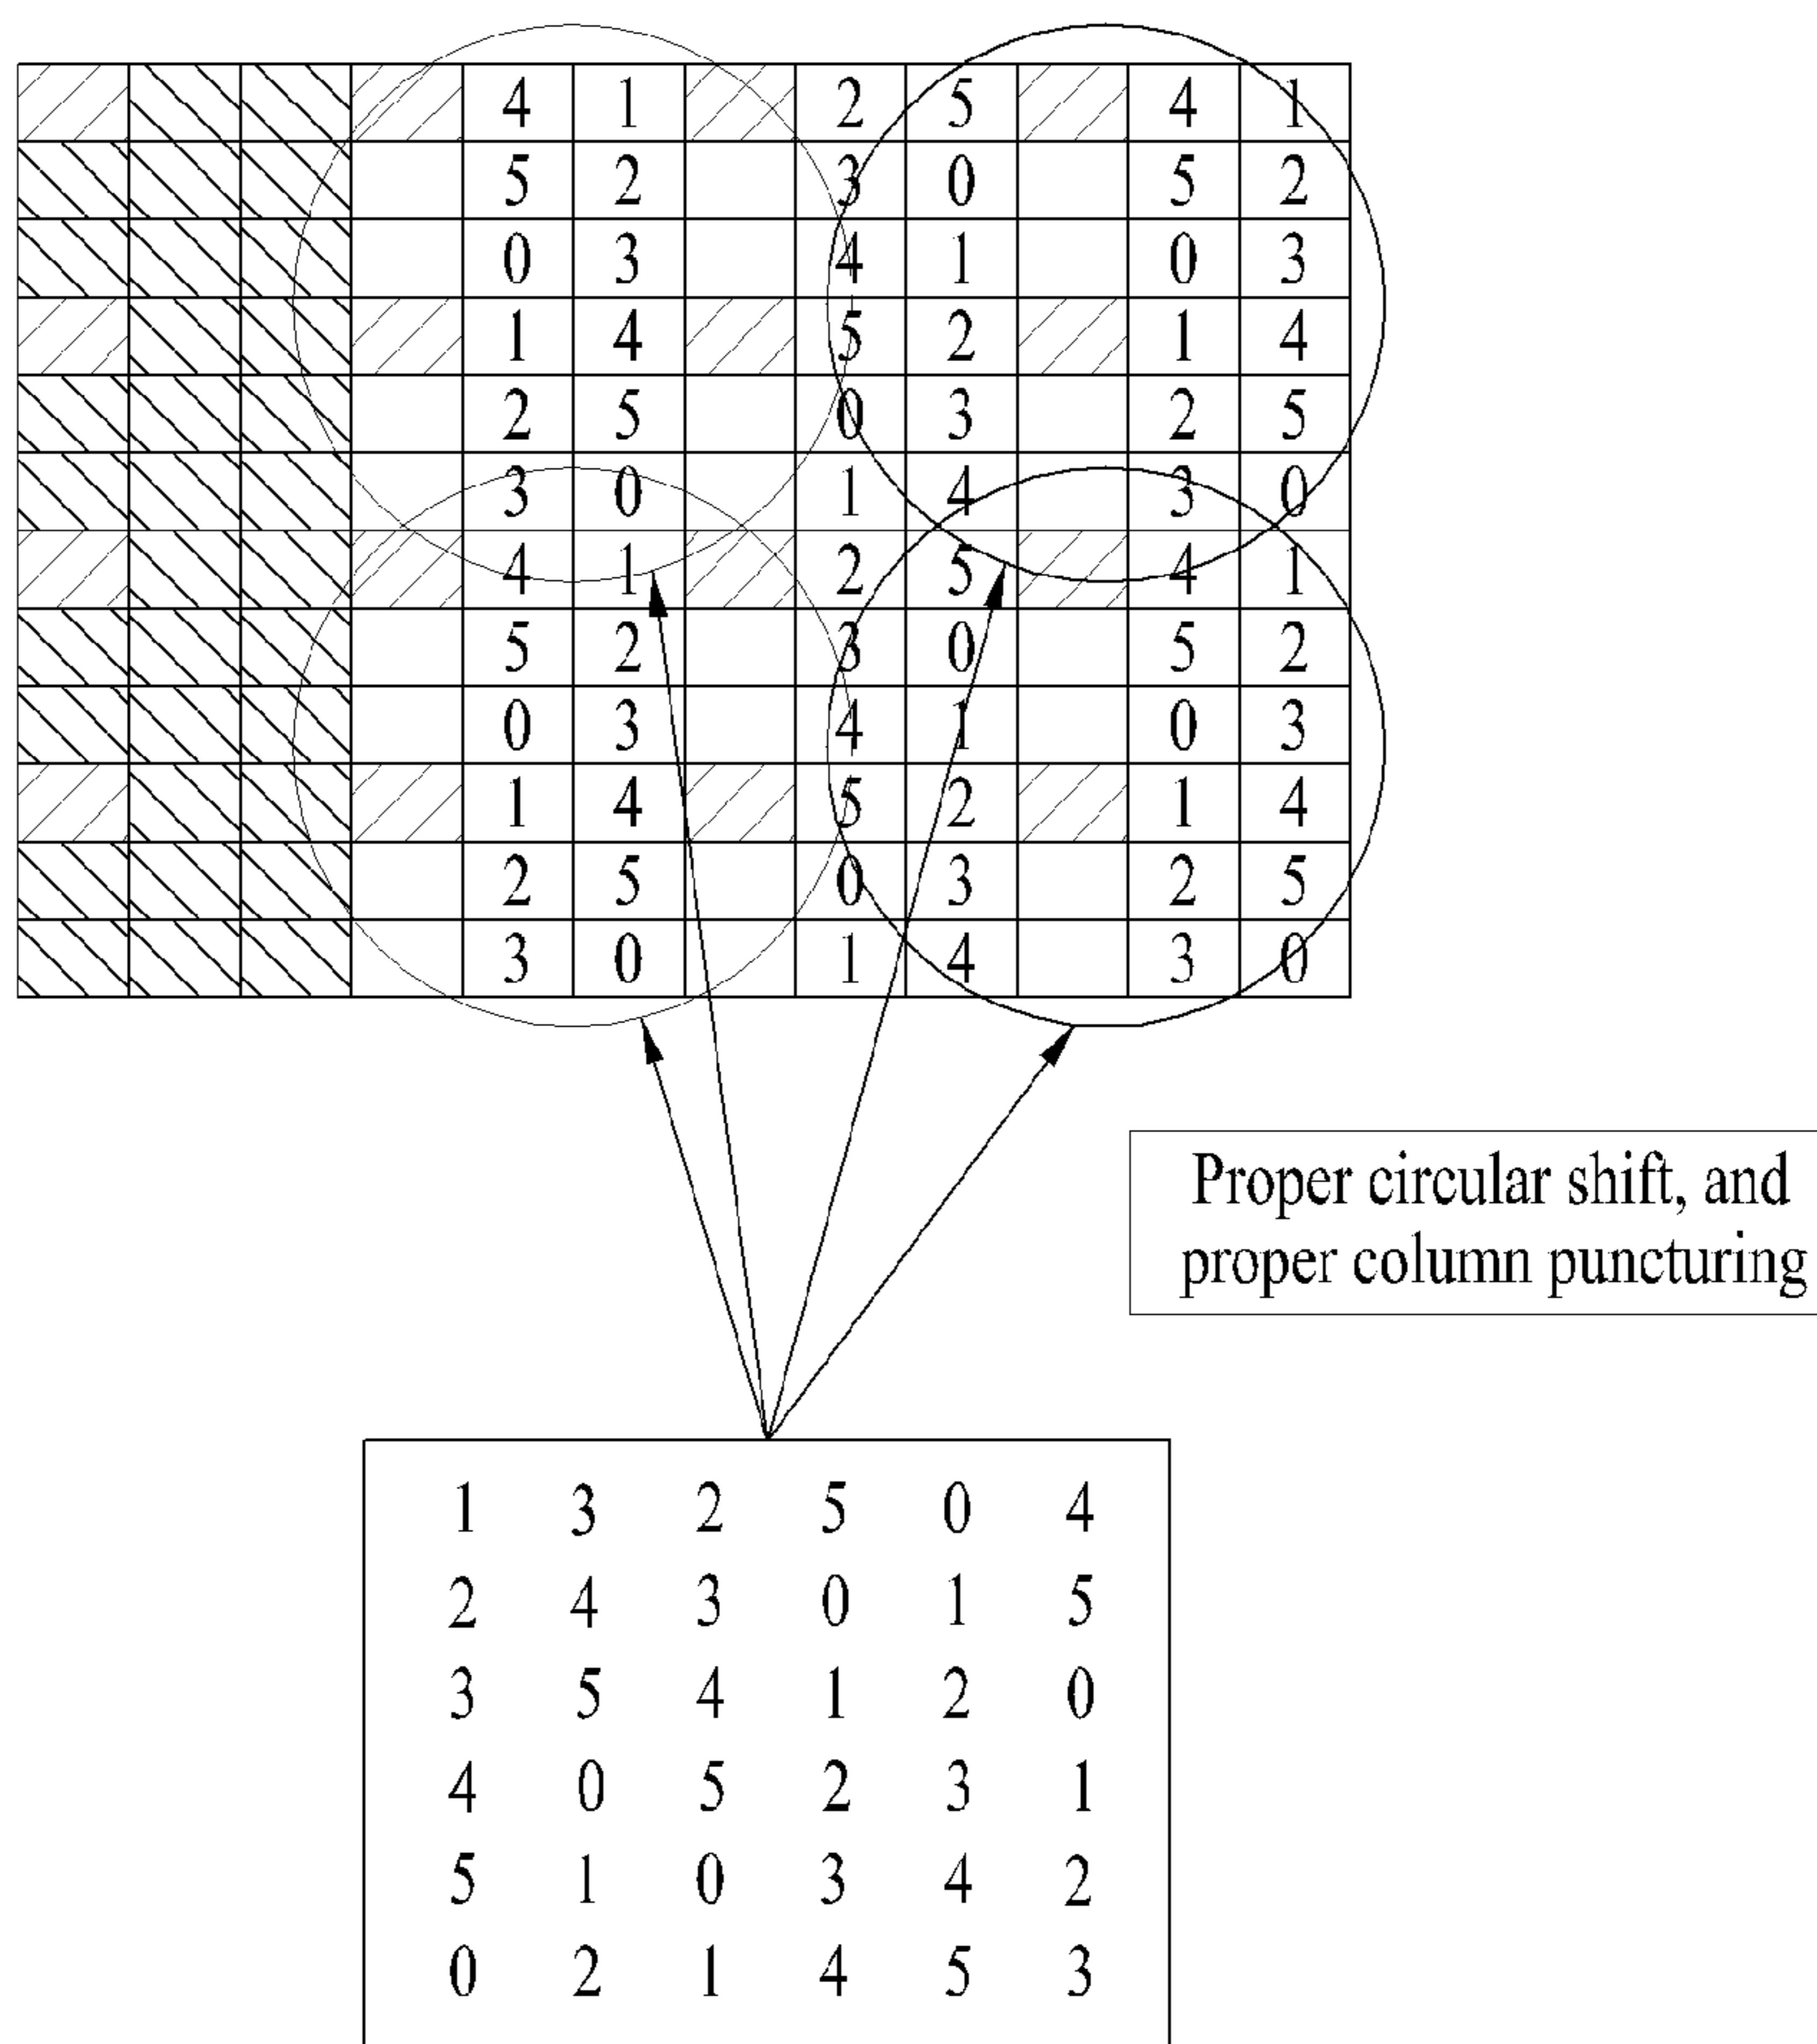 4 1 2 5 4 1
5 2 3 0 5 2
0 3 4 1 0 3
1 4 5 2 1 4
2 5 0 3 2 5
3 0 1 4 3 0
4 1 2 5 4 1
5 2 3 0 5 2
0 3 4 1 0 3
1 4 5 2 1 4
2 5 0 3 2 5
3 0 1 4 3 0
Proper circular shift, and
proper column puncturing
1 3 2 5 0 4
2 4 3 0 1 5
3 5 4 1 2 0
4 0 5 2 3 1
5 1 0 3 4 2
0 2 1 4 5 3